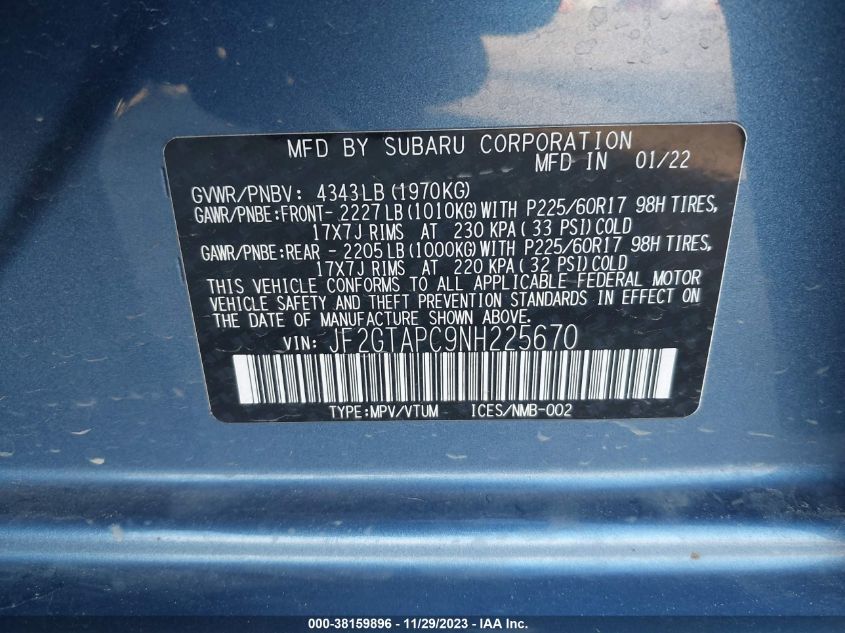 MFD BY SUBARU CORPORATION
MFD IN 01/22
GVWR/PNBV: 4343LB (1970KG)
GAWR/PNBE:FRONT- 2227LB (1010KG) WITH P225/60R17 98H TIRES,
17X7J RIMS AT 230 KPA ( 33 PSI) COLD
GAWR/PNBE:REAR - 2205LB (1000KG) WITH P225/60R17 98H TIRES,
17X7J RIMS AT 220 KPA ( 32 PSI) COLD
THIS VEHICLE CONFORMS TO ALL APPLICABLE FEDERAL MOTOR
VEHICLE SAFETY AND THEFT PREVENTION STANDARDS IN EFFECT ON
THE DATE OF MANUFACTURE SHOWN ABOVE.
VIN: JF2GTAPC9NH225670
TYPE:MPV/VTUM ICES/NMB-002
000-38159896 - 11/29/2023 - IAA Inc.